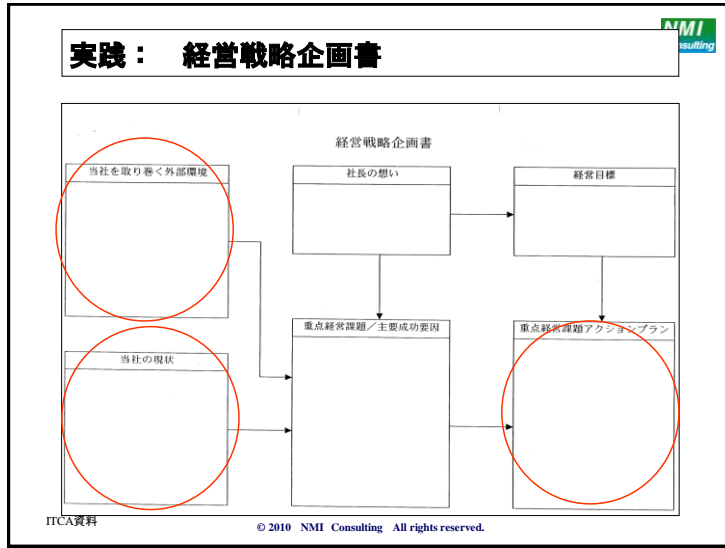 実践：　経営戦略企画書
NMI
nsulting
経営戦略企画書
当社を取り巻く外部環境
社長の想い
経営目標
重点経営課題／主要成功要因
重点経営課題アクションプラン
当社の現状
ITCA資料
© 2010 NMI Consulting All rights reserved.